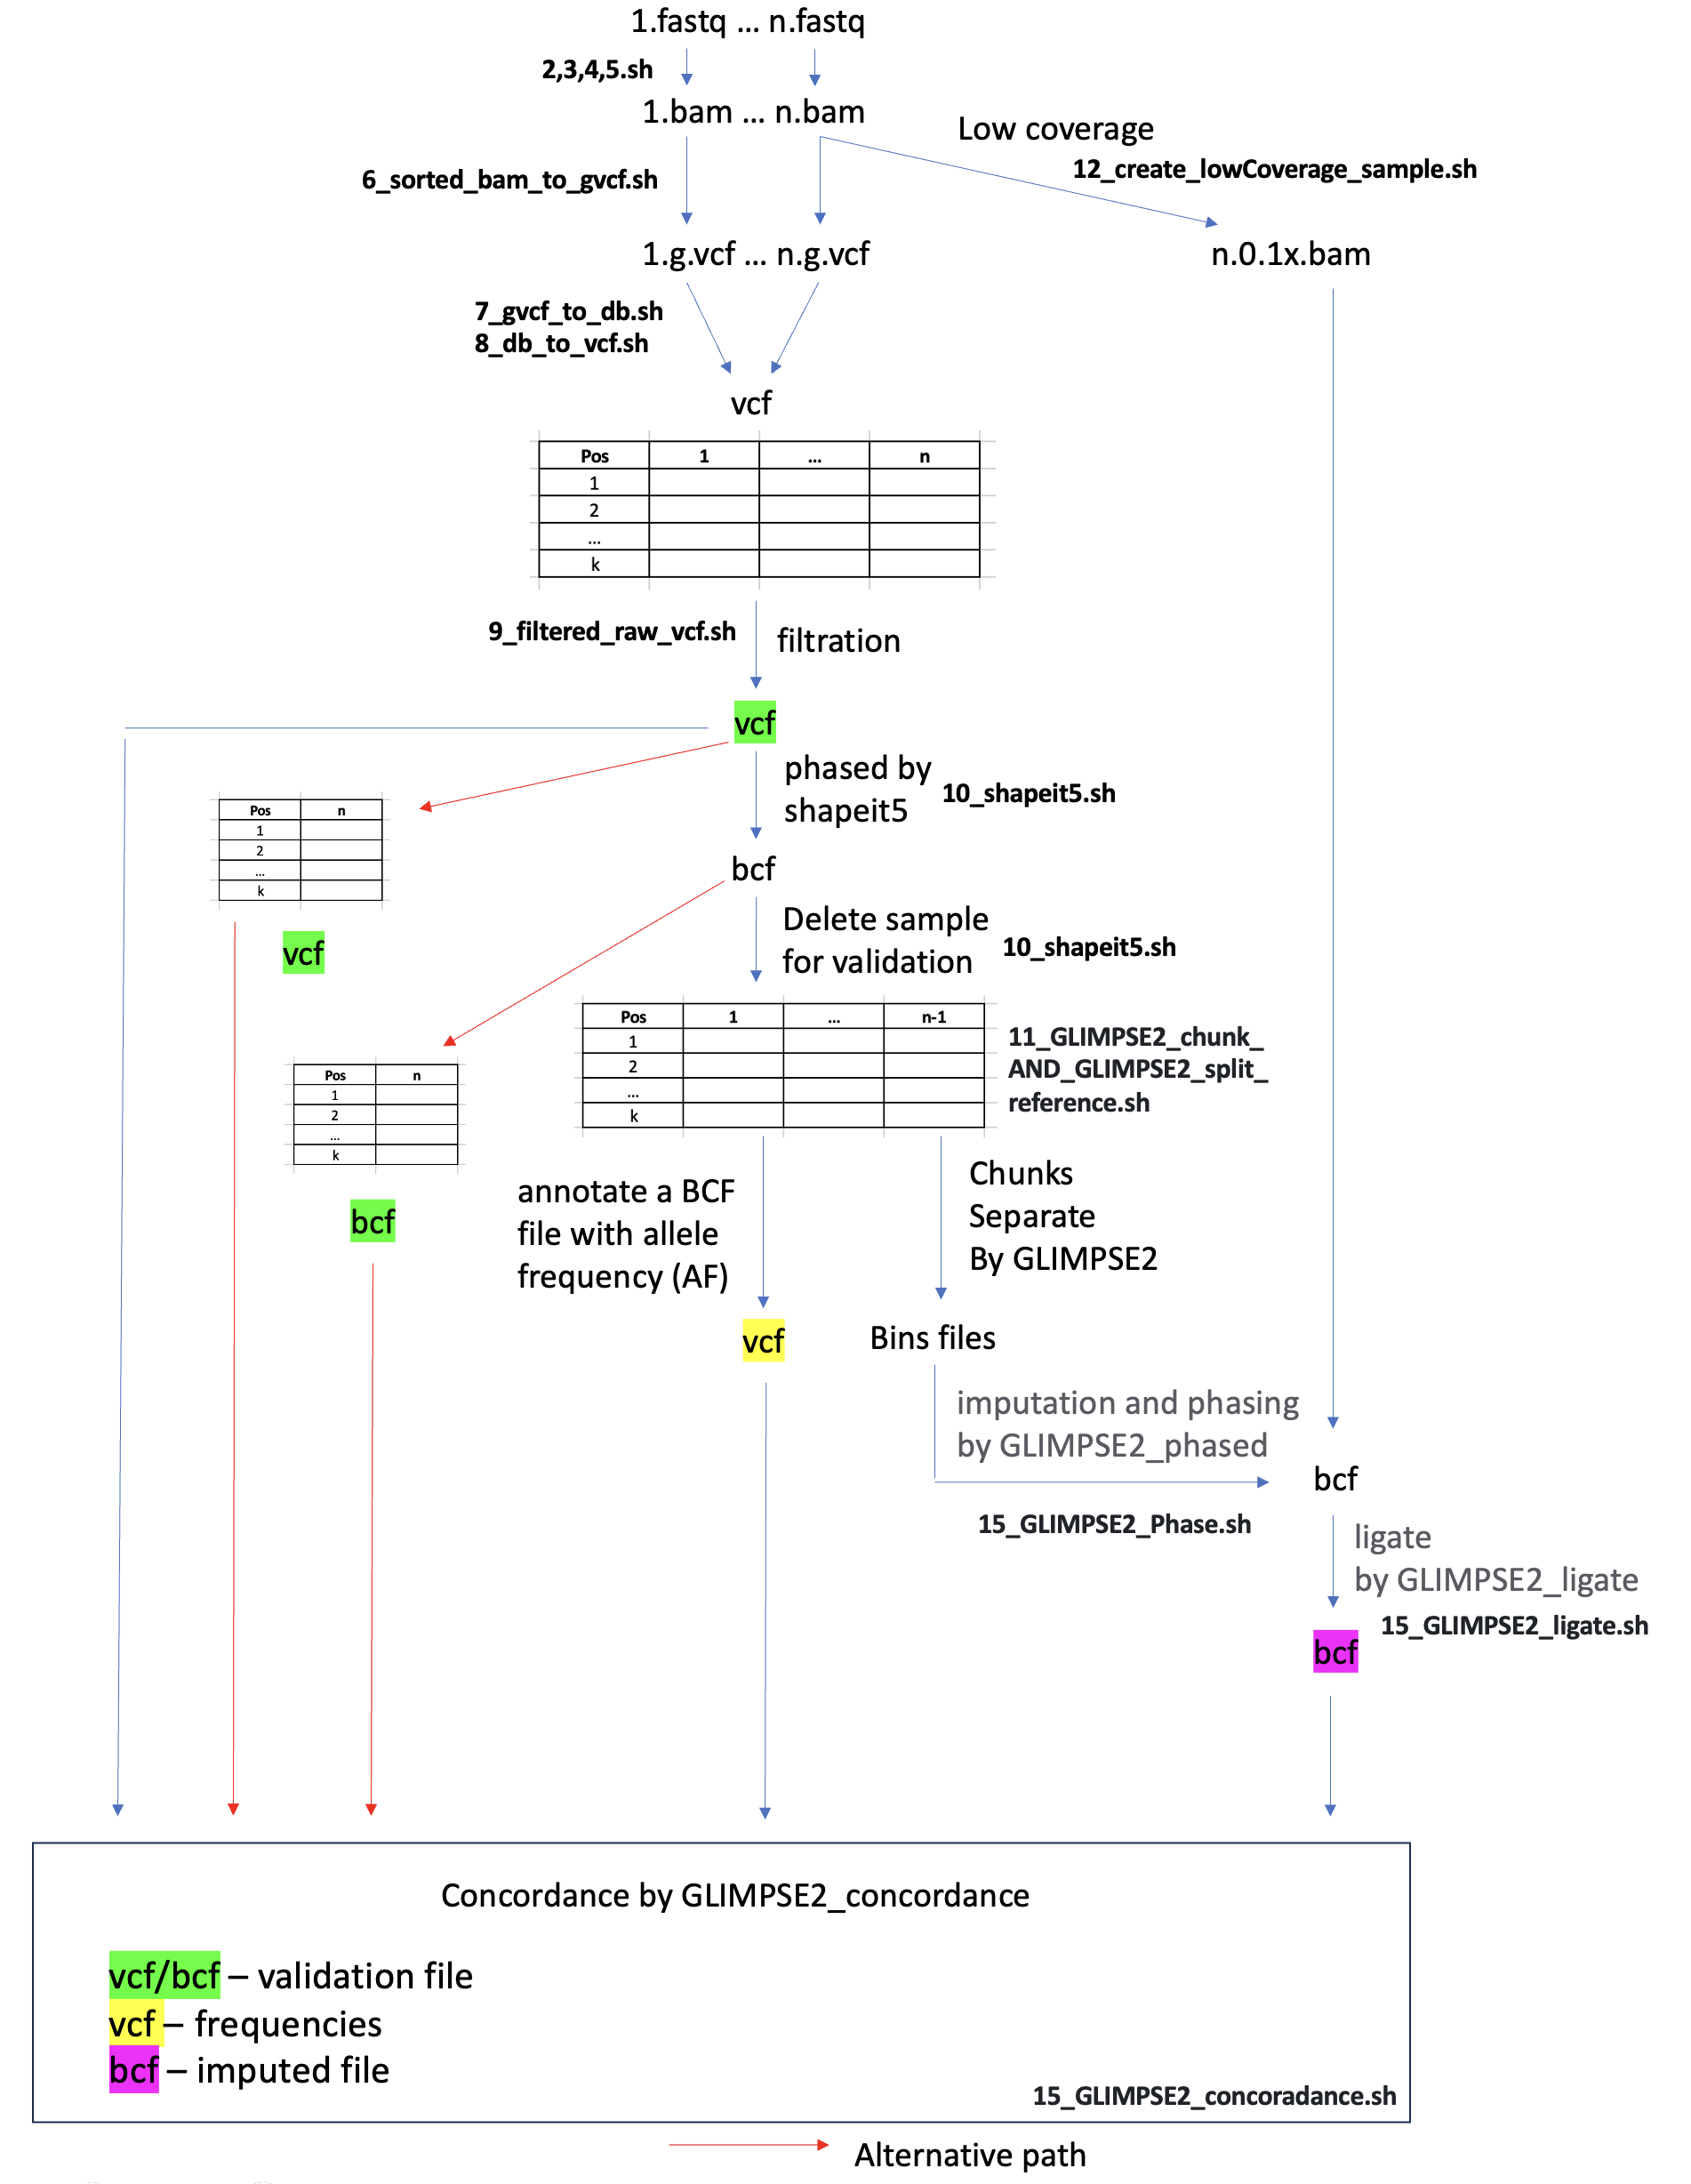 1.fastq ... n.fastq
2,3,4,5.sh
1.bam ... n.bam
Low coverage
12_create_lowCoverage_sample.sh
6_sorted_bam_to_gvcf.sh
1.g.vcf ... n.g.vcf
n.0.1x.bam
7_gvcf_to_db.sh
8_db_to_vcf.sh
vcf
Pos 1 ... n
1
2
...
k
9_filtered_raw_vcf.sh
filtration
vcf
phased by
shapeit5
10_shapeit5.sh
Pos n
1
2
...
k
vcf
bcf
Delete sample
for validation
10_shapeit5.sh
Pos 1 ... n-1
1
2
...
k
11_GLIMPSE2_chunk_
AND_GLIMPSE2_split_
reference.sh
Pos n
1
2
...
k
bcf
annotate a BCF
file with allele
frequency (AF)
Chunks
Separate
By GLIMPSE2
vcf
Bins files
imputation and phasing
by GLIMPSE2_phased
15_GLIMPSE2_Phase.sh
bcf
ligate
by GLIMPSE2_ligate
15_GLIMPSE2_ligate.sh
bcf
Concordance by GLIMPSE2_concordance
vcf/bcf – validation file
vcf – frequencies
bcf – imputed file
15_GLIMPSE2_concoradance.sh
Alternative path